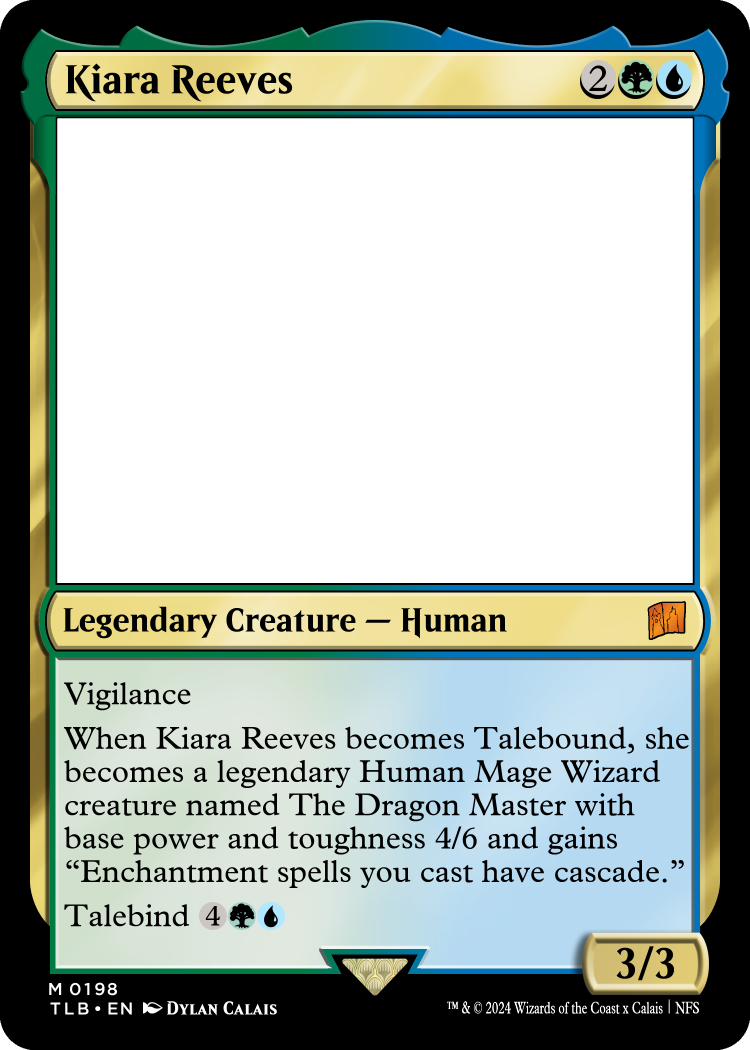 Kiara Reeves 2
Legendary Creature — Human
Vigilance
When Kiara Reeves becomes Talebound, she
becomes a legendary Human Mage Wizard
creature named The Dragon Master with
base power and toughness 4/6 and gains
“Enchantment spells you cast have cascade.”
Talebind 4
3/3
M 0198
TLB • EN DYLAN CALAIS
™ & © 2024 Wizards of the Coast x Calais | NFS